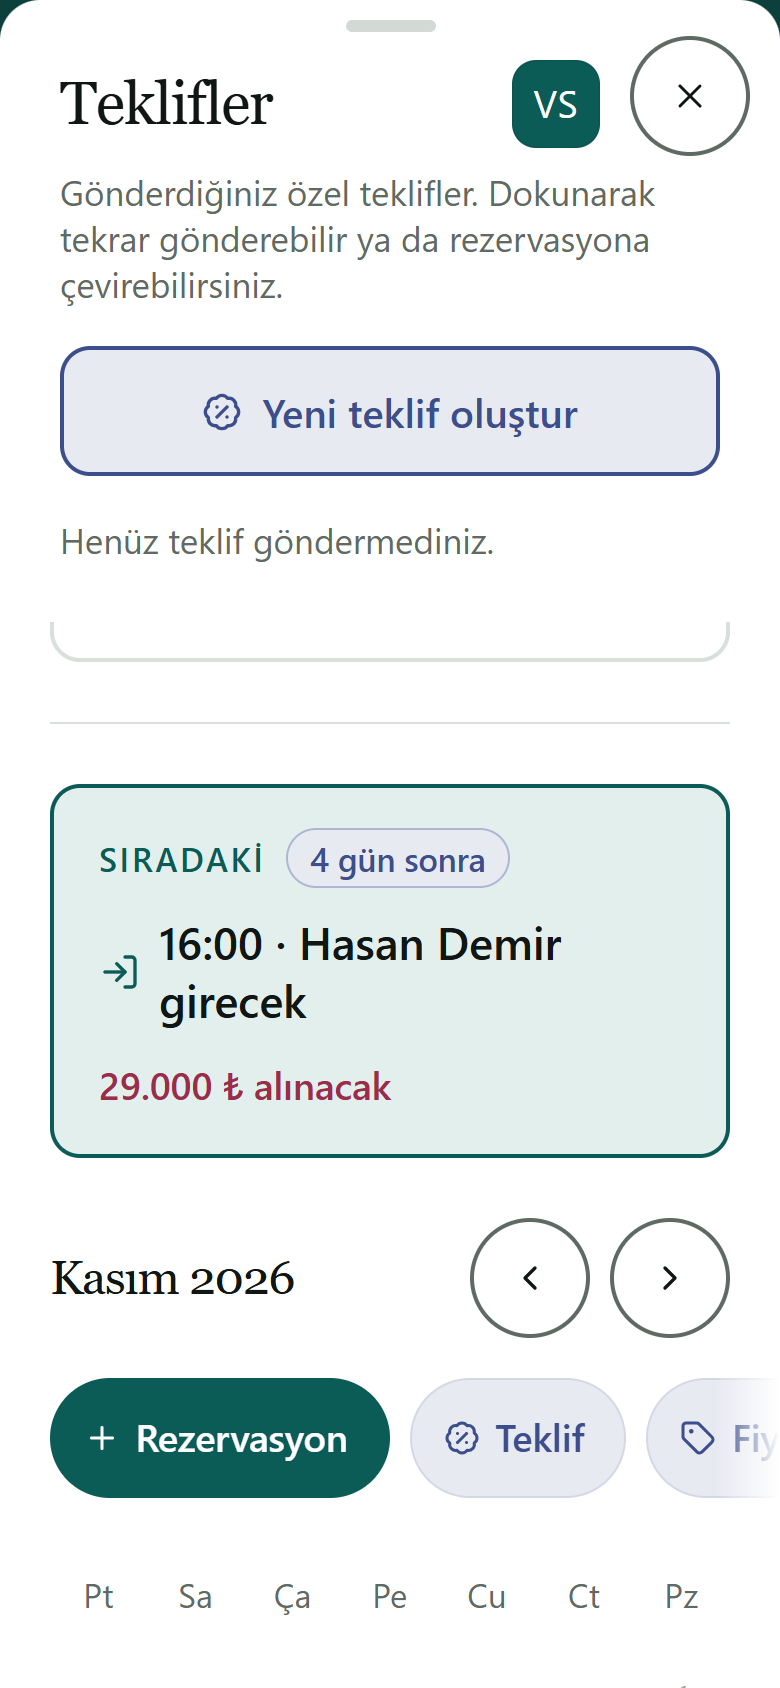 Teklifler
VS
Gönderdiğiniz özel teklifler. Dokunarak
tekrar gönderebilir ya da rezervasyona
çevirebilirsiniz.
Yeni teklif oluştur
Henüz teklif göndermediniz.
SIRADAKİ
4 gün sonra
16:00 · Hasan Demir
girecek
29.000 ₺ alınacak
Kasım 2026
+ Rezervasyon
Teklif
Fiy
Pt Sa Ça Pe Cu Ct Pz